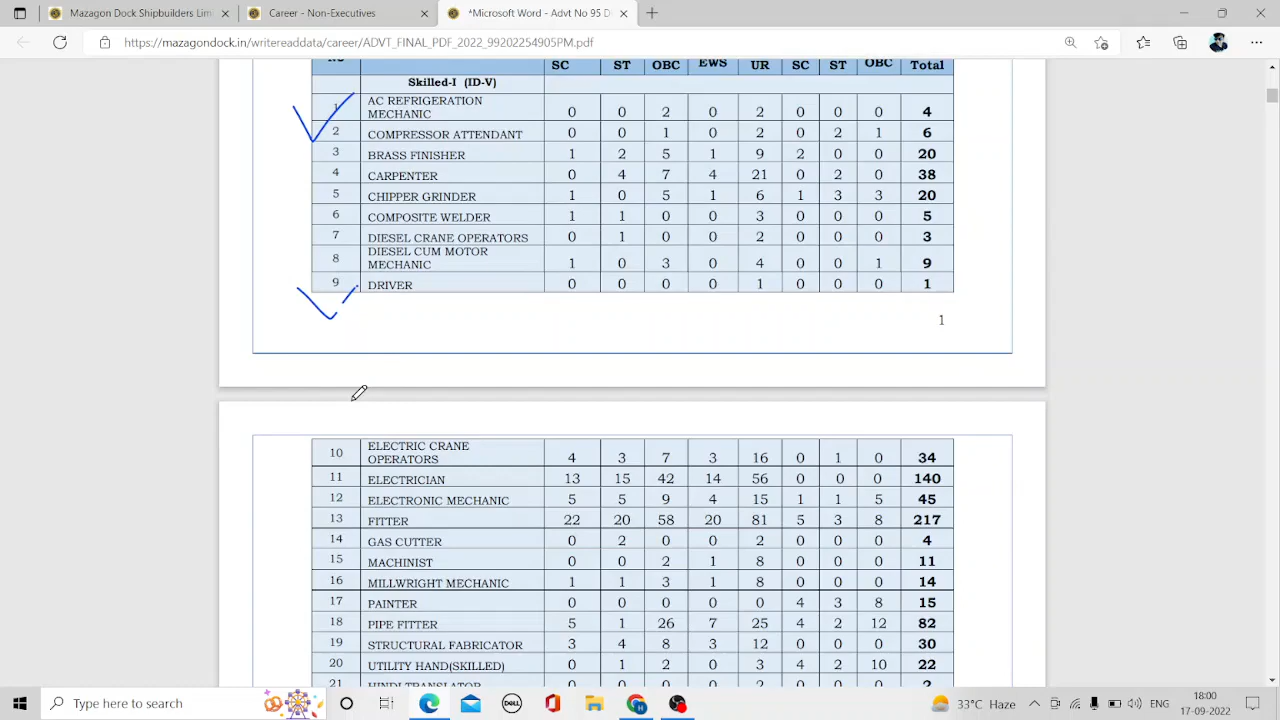 Mazagon Dock Shipbuilders Limi
Career - Non-Executives
*Microsoft Word - Advt No 95 D
https://mazagondock.in/writereaddata/career/ADVT_FINAL_PDF_2022_99202254905PM.pdf
SC ST OBC EWS UR SC ST OBC Total
Skilled-I (ID-V)
1 AC REFRIGERATION MECHANIC 0 0 2 0 2 0 0 0 4
2 COMPRESSOR ATTENDANT 0 0 1 0 2 0 2 1 6
3 BRASS FINISHER 1 2 5 1 9 2 0 0 20
4 CARPENTER 0 4 7 4 21 0 2 0 38
5 CHIPPER GRINDER 1 0 5 1 6 1 3 3 20
6 COMPOSITE WELDER 1 1 0 0 3 0 0 0 5
7 DIESEL CRANE OPERATORS 0 1 0 0 2 0 0 0 3
8 DIESEL CUM MOTOR MECHANIC 1 0 3 0 4 0 0 1 9
9 DRIVER 0 0 0 0 1 0 0 0 1
1
10 ELECTRIC CRANE OPERATORS 4 3 7 3 16 0 1 0 34
11 ELECTRICIAN 13 15 42 14 56 0 0 0 140
12 ELECTRONIC MECHANIC 5 5 9 4 15 1 1 5 45
13 FITTER 22 20 58 20 81 5 3 8 217
14 GAS CUTTER 0 2 0 0 2 0 0 0 4
15 MACHINIST 0 0 2 1 8 0 0 0 11
16 MILLWRIGHT MECHANIC 1 1 3 1 8 0 0 0 14
17 PAINTER 0 0 0 0 0 4 3 8 15
18 PIPE FITTER 5 1 26 7 25 4 2 12 82
19 STRUCTURAL FABRICATOR 3 4 8 3 12 0 0 0 30
20 UTILITY HAND(SKILLED) 0 1 2 0 3 4 2 10 22
21 HINDI TRANSLATOR 0 0 0 0 2 0 0 0 2
Type here to search
DELL
33°C Haze
ENG
18:00
17-09-2022